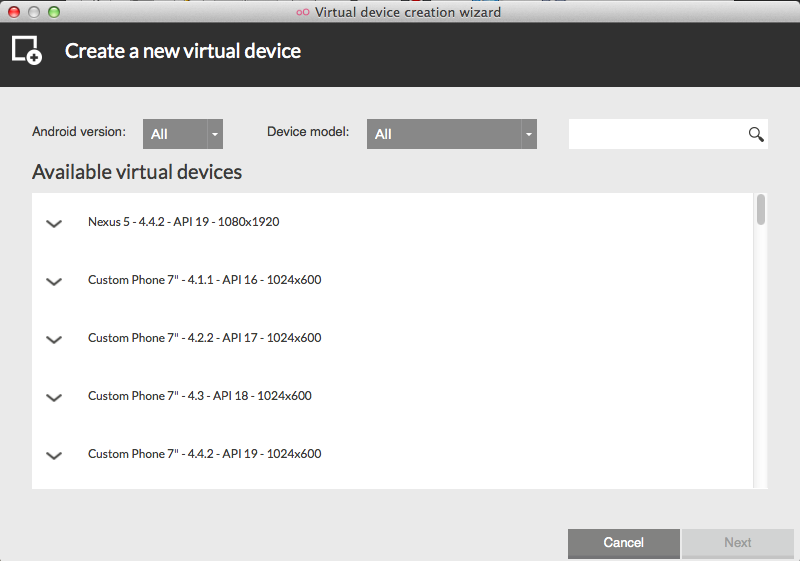 Virtual device creation wizard
Create a new virtual device
Android version: All Device model: All
Available virtual devices
Nexus 5 - 4.4.2 - API 19 - 1080x1920
Custom Phone 7" - 4.1.1 - API 16 - 1024x600
Custom Phone 7" - 4.2.2 - API 17 - 1024x600
Custom Phone 7" - 4.3 - API 18 - 1024x600
Custom Phone 7" - 4.4.2 - API 19 - 1024x600
Cancel Next